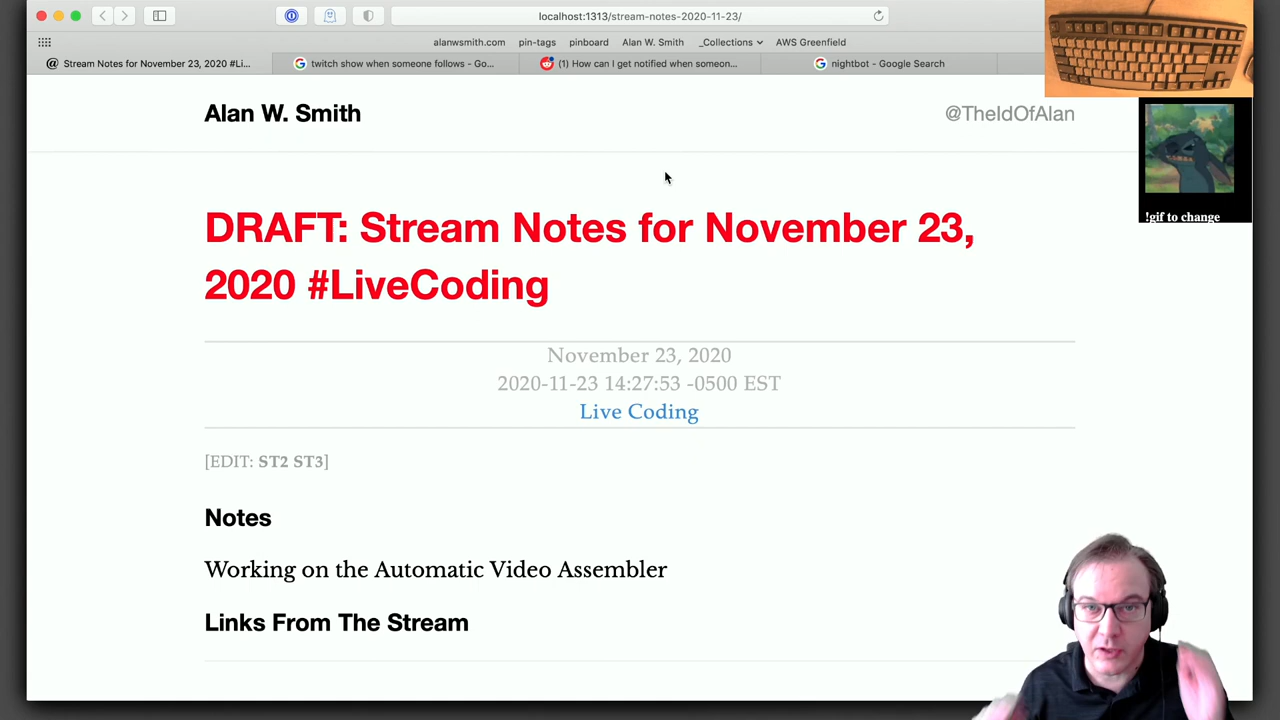 localhost:1313/stream-notes-2020-11-23/
alanwsmith.com pin-tags pinboard Alan W. Smith _Collections AWS Greenfield
@ Stream Notes for November 23, 2020 #Li... twitch show when someone follows - Go... (1) How can I get notified when someon... nightbot - Google Search
Alan W. Smith
@TheIdOfAlan
!gif to change
DRAFT: Stream Notes for November 23,
2020 #LiveCoding
November 23, 2020
2020-11-23 14:27:53 -0500 EST
Live Coding
[EDIT: ST2 ST3]
Notes
Working on the Automatic Video Assembler
Links From The Stream